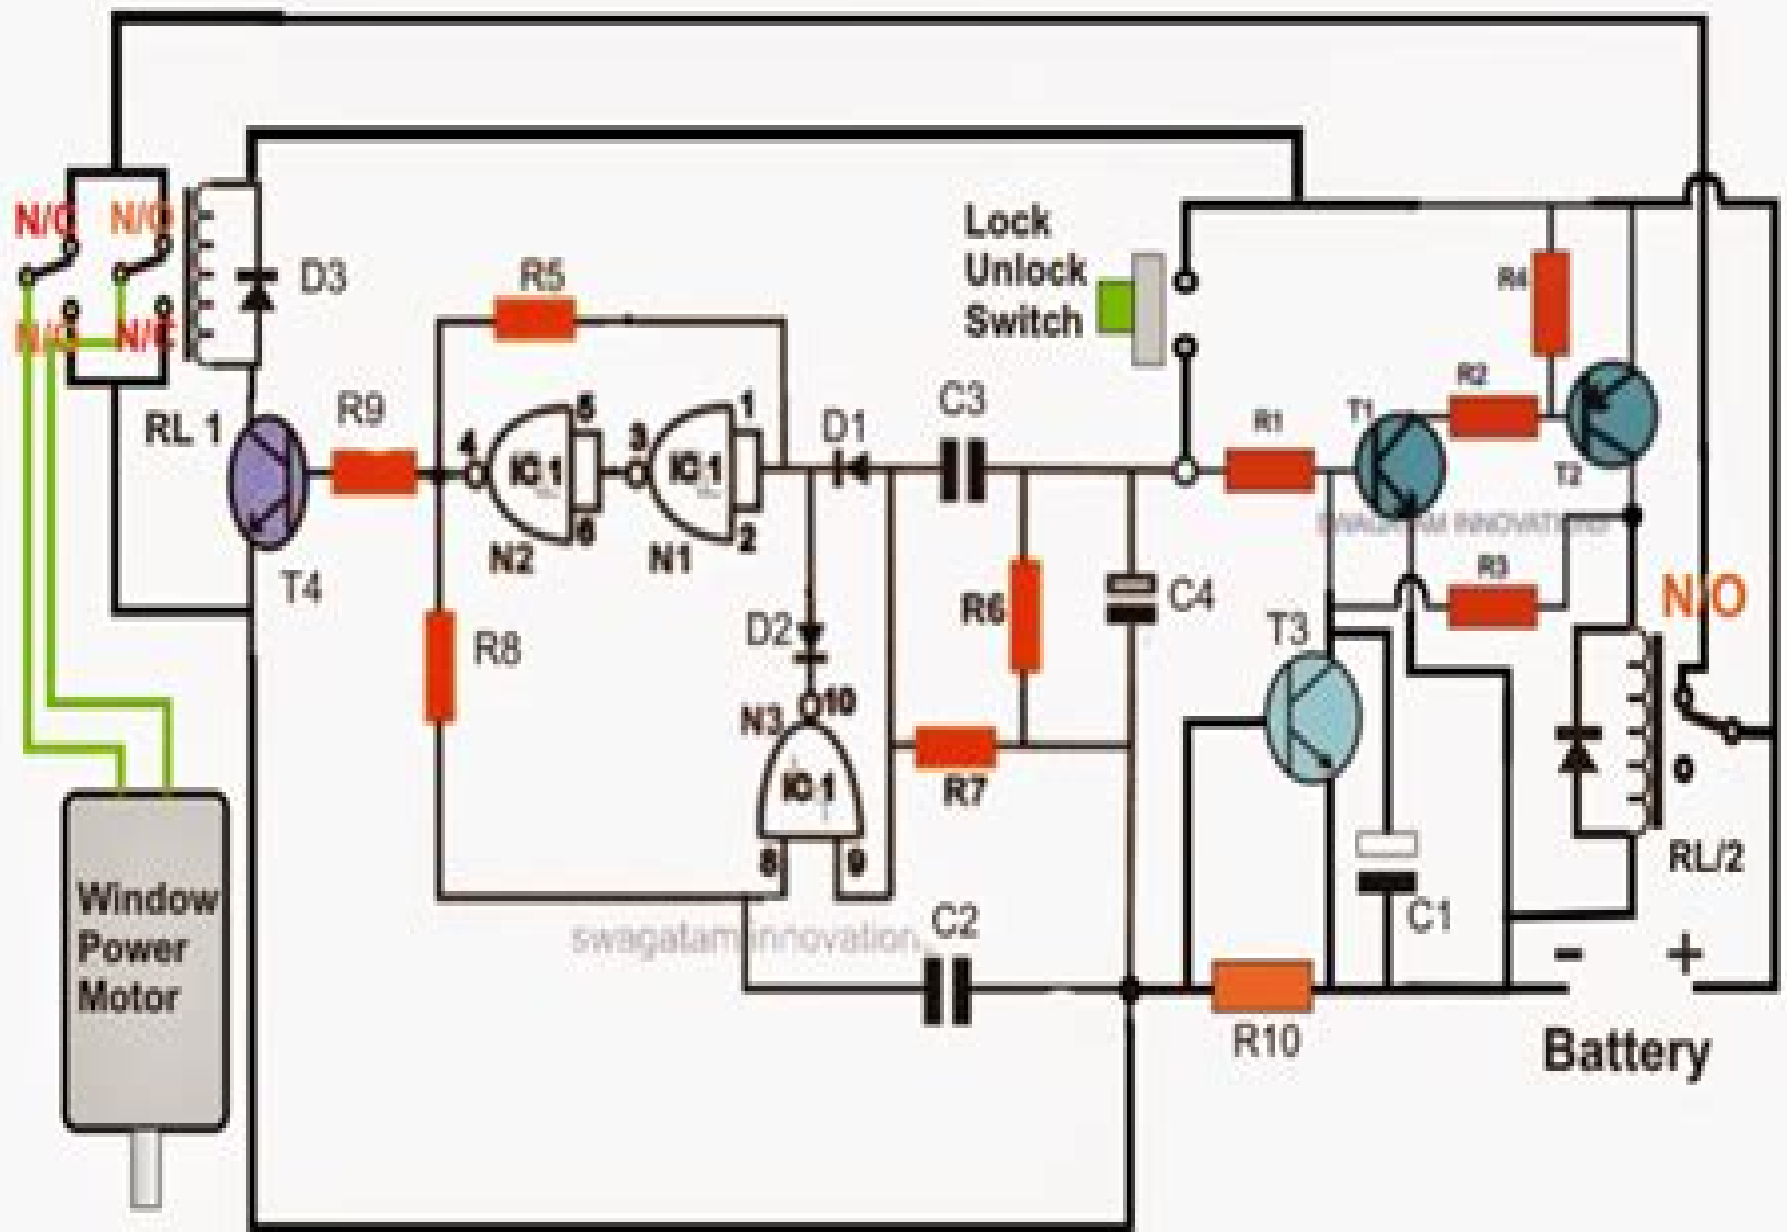 N/C
N/O
N/O
N/C
D3
RL 1
R9
T4
R5
4
5
6
IC1
N2
3
1
2
IC1
N1
D1
C3
Lock
Unlock
Switch
R1
T1
R2
R4
T2
SWAGATAM INNOVATIONS
R3
N/O
R8
D2
N3
10
IC1
8
9
R6
R7
C4
T3
RL/2
C1
C2
swagatam innovation
R10
-
+
Battery
Window
Power
Motor